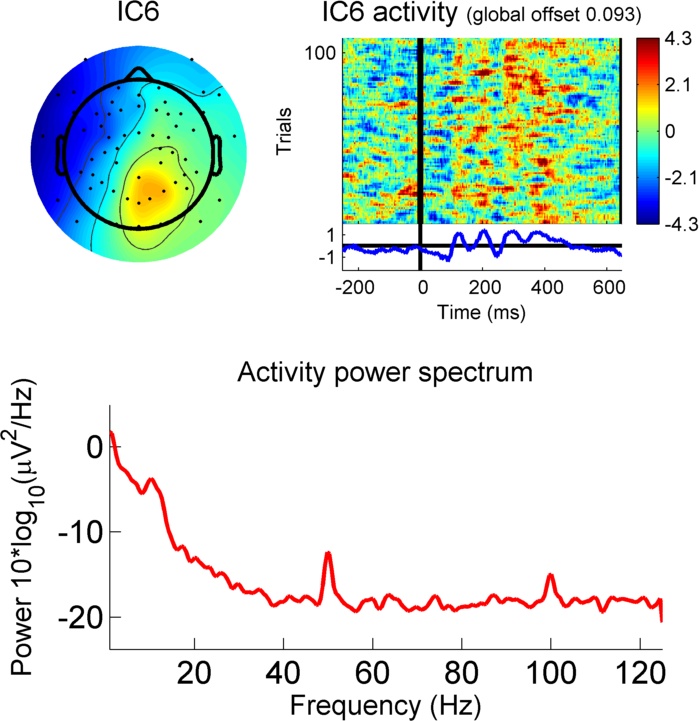 IC6
IC6 activity (global offset 0.093)
100
Trials
4.3
2.1
0
-2.1
-4.3
1
-1
-200 0 200 400 600
Time (ms)
Activity power spectrum
Power 10*log10(μV2/Hz)
0
-10
-20
20 40 60 80 100 120
Frequency (Hz)